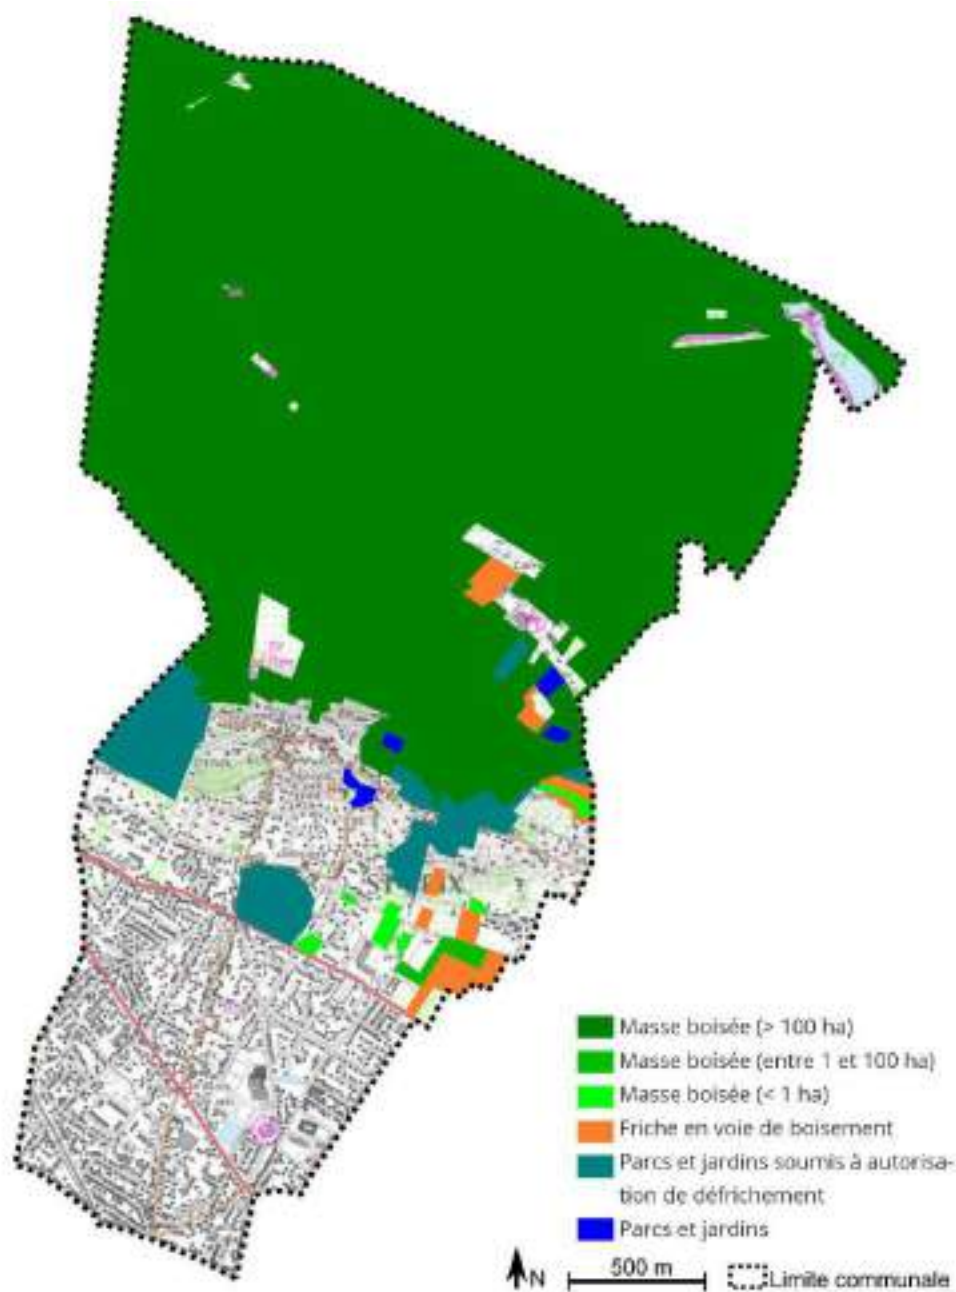 Masse boisée (> 100 ha)
Masse boisée (entre 1 et 100 ha)
Masse boisée (< 1 ha)
Friche en voie de boisement
Parcs et jardins soumis à autorisa-
tion de défrichement
Parcs et jardins
N
500 m
Limite communale